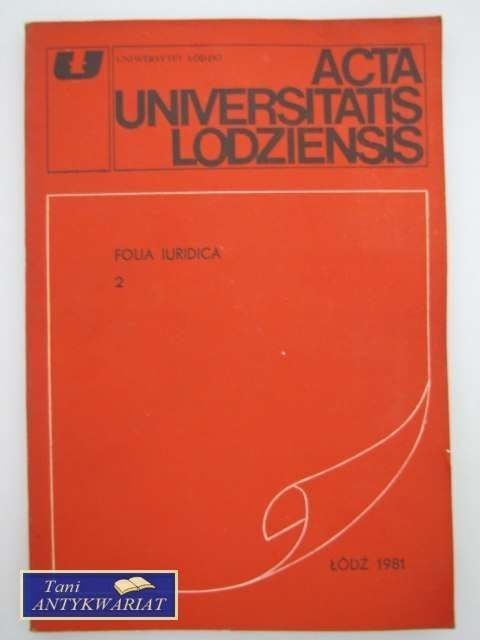 UNIWERSYTET ŁÓDZKI
ACTA
UNIVERSITATIS
LODZIENSIS
FOLIA IURIDICA
2
ŁÓDŹ 1981
Tani
ANTYKWARIAT